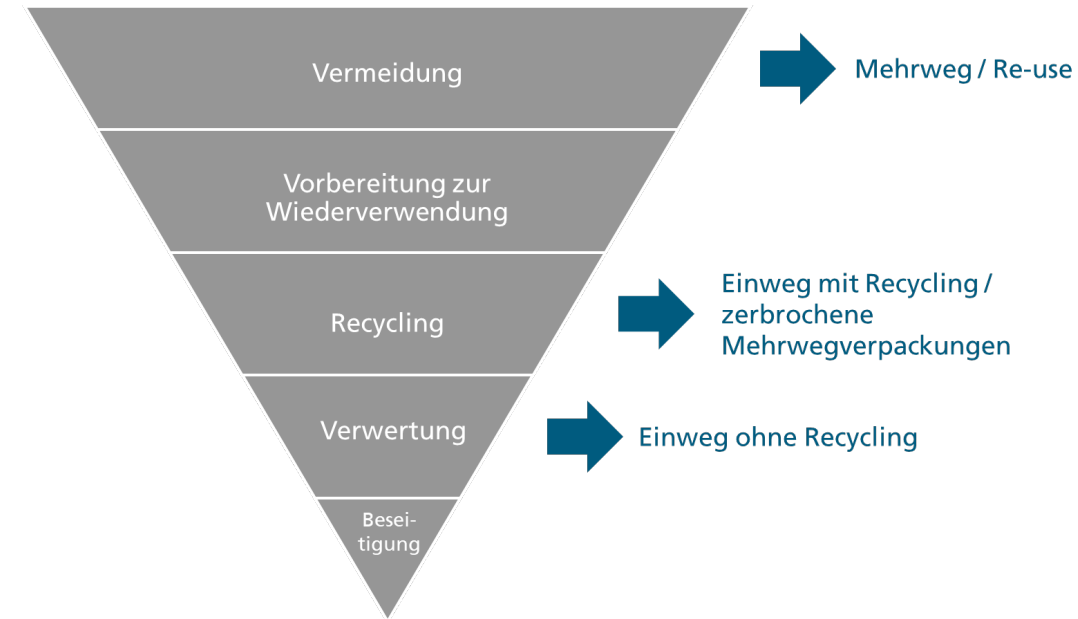 Vermeidung
Mehrweg / Re-use
Vorbereitung zur
Wiederverwendung
Recycling
Einweg mit Recycling /
zerbrochene
Mehrwegverpackungen
Verwertung
Einweg ohne Recycling
Besei-
tigung